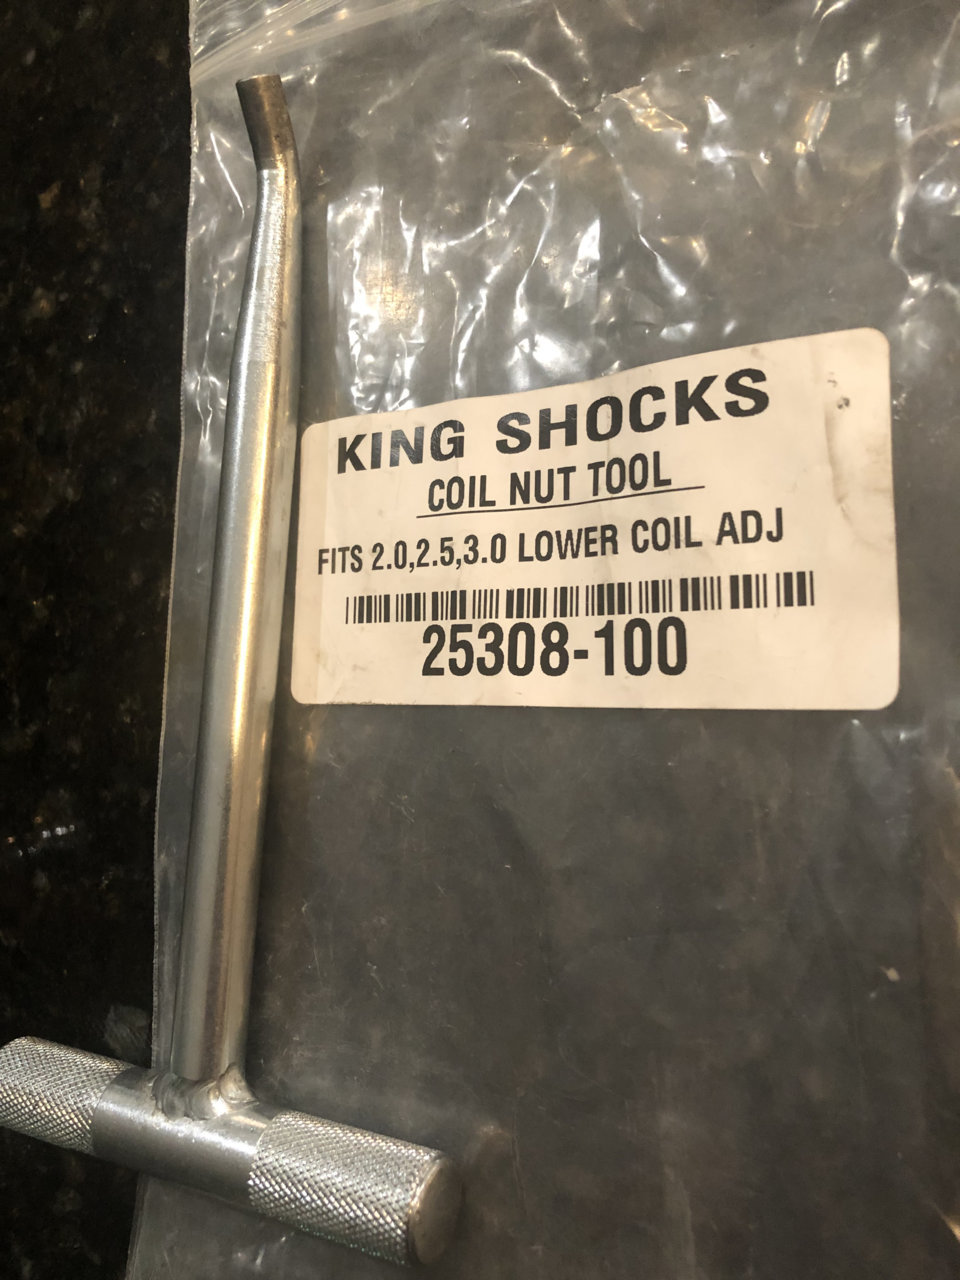 KING SHOCKS
COIL NUT TOOL
FITS 2.0,2.5,3.0 LOWER COIL ADJ
25308-100